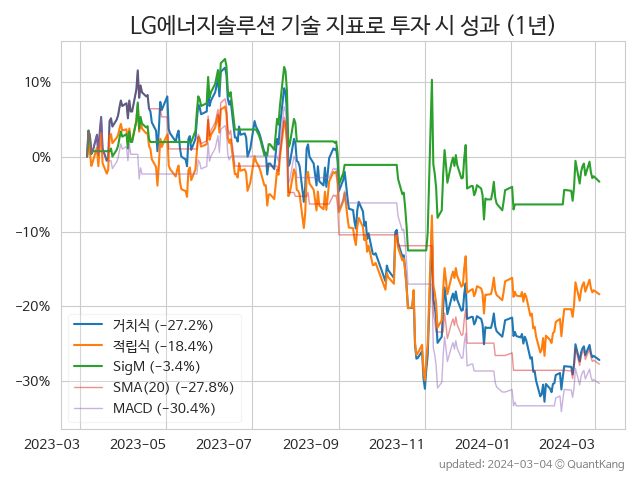 LG에너지솔루션 기술 지표로 투자 시 성과 (1년)
10%
0%
−10%
−20%
−30%
거치식 (−27.2%)
적립식 (−18.4%)
SigM (−3.4%)
SMA(20) (−27.8%)
MACD (−30.4%)
2023-03
2023-05
2023-07
2023-09
2023-11
2024-01
2024-03
updated: 2024-03-04 © QuantKang